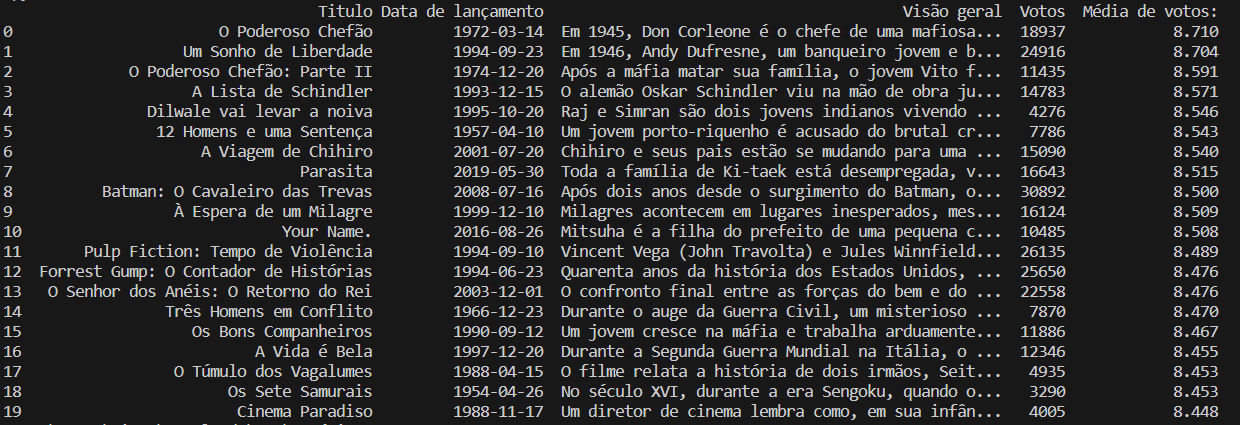 Titulo Data de lançamento Visão geral Votos Média de votos:
0 O Poderoso Chefão 1972-03-14 Em 1945, Don Corleone é o chefe de uma mafiosa... 18937 8.710
1 Um Sonho de Liberdade 1994-09-23 Em 1946, Andy Dufresne, um banqueiro jovem e b... 24916 8.704
2 O Poderoso Chefão: Parte II 1974-12-20 Após a máfia matar sua família, o jovem Vito f... 11435 8.591
3 A Lista de Schindler 1993-12-15 O alemão Oskar Schindler viu na mão de obra ju... 14783 8.571
4 Dilwale vai levar a noiva 1995-10-20 Raj e Simran são dois jovens indianos vivendo ... 4276 8.546
5 12 Homens e uma Sentença 1957-04-10 Um jovem porto-riquenho é acusado do brutal cr... 7786 8.543
6 A Viagem de Chihiro 2001-07-20 Chihiro e seus pais estão se mudando para uma ... 15090 8.540
7 Parasita 2019-05-30 Toda a família de Ki-taek está desempregada, v... 16643 8.515
8 Batman: O Cavaleiro das Trevas 2008-07-16 Após dois anos desde o surgimento do Batman, o... 30892 8.500
9 À Espera de um Milagre 1999-12-10 Milagres acontecem em lugares inesperados, mes... 16124 8.509
10 Your Name. 2016-08-26 Mitsuha é a filha do prefeito de uma pequena c... 10485 8.508
11 Pulp Fiction: Tempo de Violência 1994-09-10 Vincent Vega (John Travolta) e Jules Winnfield... 26135 8.489
12 Forrest Gump: O Contador de Histórias 1994-06-23 Quarenta anos da história dos Estados Unidos, ... 25650 8.476
13 O Senhor dos Anéis: O Retorno do Rei 2003-12-01 O confronto final entre as forças do bem e do ... 22558 8.476
14 Três Homens em Conflito 1966-12-23 Durante o auge da Guerra Civil, um misterioso ... 7870 8.470
15 Os Bons Companheiros 1990-09-12 Um jovem cresce na máfia e trabalha arduamente... 11886 8.467
16 A Vida é Bela 1997-12-20 Durante a Segunda Guerra Mundial na Itália, o ... 12346 8.455
17 O Túmulo dos Vagalumes 1988-04-15 O filme relata a história de dois irmãos, Seit... 4935 8.453
18 Os Sete Samurais 1954-04-26 No século XVI, durante a era Sengoku, quando o... 3290 8.453
19 Cinema Paradiso 1988-11-17 Um diretor de cinema lembra como, em sua infân... 4005 8.448